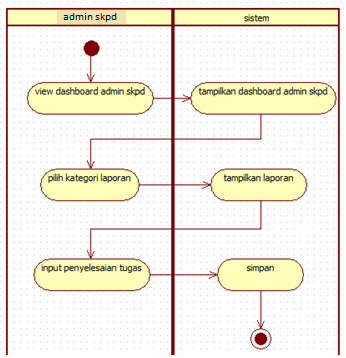 admin skpd
sistem
view dashboard admin skpd
tampilkan dashboard admin skpd
pilih kategori laporan
tampilkan laporan
input penyelesaian tugas
simpan